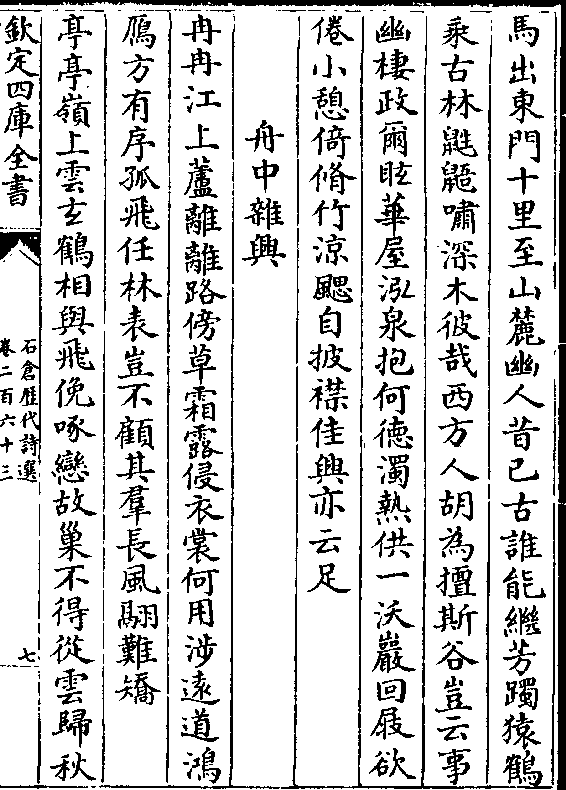 馬出東門十里至山麓幽人昔已古誰能繼芳躅猿鶴
乘古林鼪鼯嘯深木彼哉西方人胡為擅斯谷豈云事
幽棲政爾眩華屋泓泉抱何德濁熱供一沃巖回屐欲
倦小憩倚脩竹涼颸自披襟佳興亦云足
舟中雜興
冉冉江上蘆離離路傍草霜露侵衣裳何用涉遠道鴻
鴈方有序孤飛任林表豈不顧其羣長風翮難矯
亭亭嶺上雲玄鶴相與飛俛啄戀故巢不得從雲歸秋
欽定四庫全書
石倉歷代詩選
卷二百六十三
七